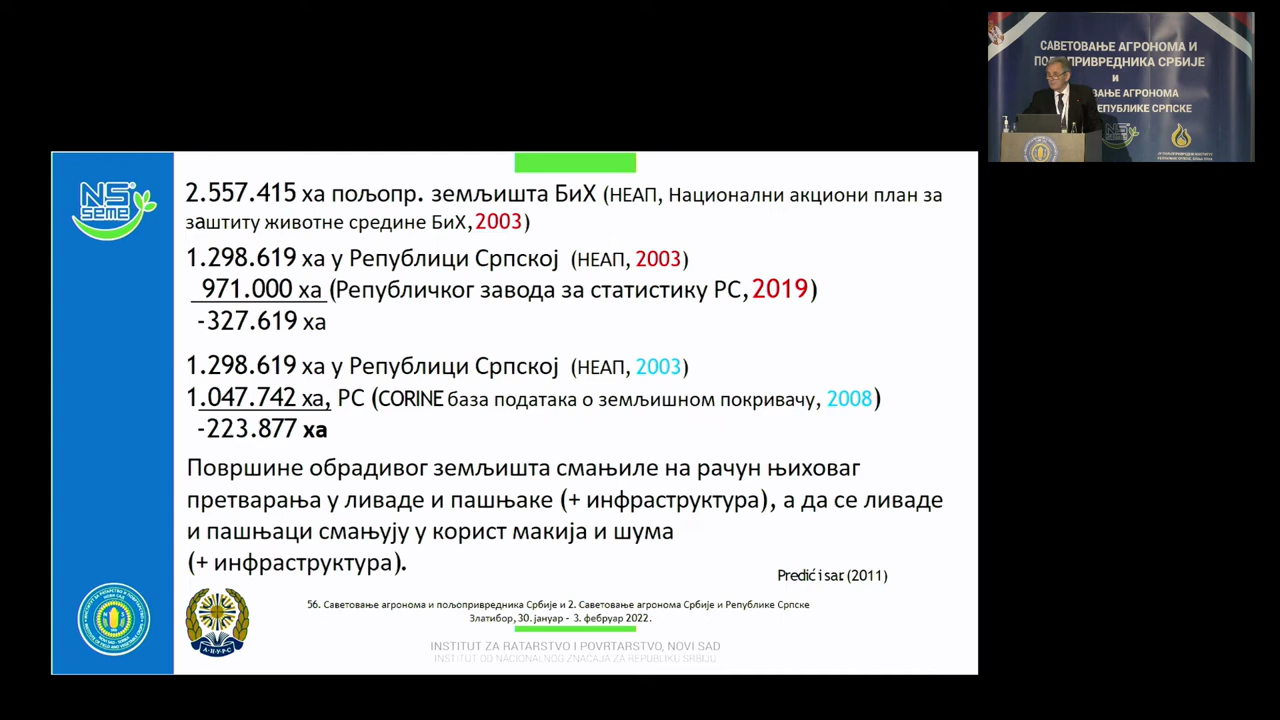 САВЕТОВАЊЕ АГРОНОМА И
ПОЉОПРИВРЕДНИКА СРБИЈЕ
и
ВАЊЕ АГРОНОМА
РЕПУБЛИКЕ СРПСКЕ
NS
seme
2.557.415 ха пољопр. земљишта БиХ (НЕАП, Национални акциони план за
заштиту животне средине БиХ, 2003)
1.298.619 ха у Републици Српској (НЕАП, 2003)
971.000 ха (Републичког завода за статистику РС, 2019)
-327.619 ха
1.298.619 ха у Републици Српској (НЕАП, 2003)
1.047.742 ха, РС (CORINE база података о земљишном покривачу, 2008)
-223.877 ха
Површине обрадивог земљишта смањиле на рачун њиховаг
претварања у ливаде и пашњаке (+ инфраструктура), а да се ливаде
и пашњаци смањују у корист макија и шума
(+ инфраструктура).
Predić i sar. (2011)
56. Саветовање агронома и пољопривредника Србије и 2. Саветовање агронома Србије и Републике Српске
Златибор, 30. јануар - 3. фебруар 2022.
А·Н·У·Р·С
INSTITUT ZA RATARSTVO I POVRTARSTVO, NOVI SAD
INSTITUT OD NACIONALNOG ZNAČAJA ZA REPUBLIKU SRBIJU